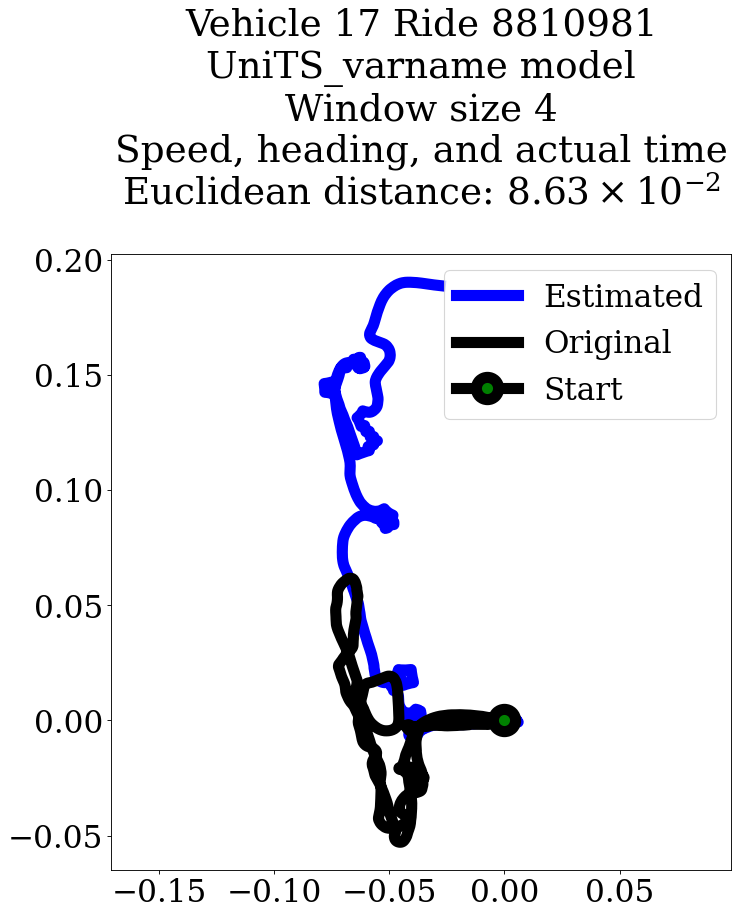 Vehicle 17 Ride 8810981
UniTS_varname model
Window size 4
Speed, heading, and actual time
Euclidean distance: 8.63 × 10⁻²
0.20
0.15
0.10
0.05
0.00
−0.05
Estimated
Original
Start
−0.15 −0.10 −0.05 0.00 0.05